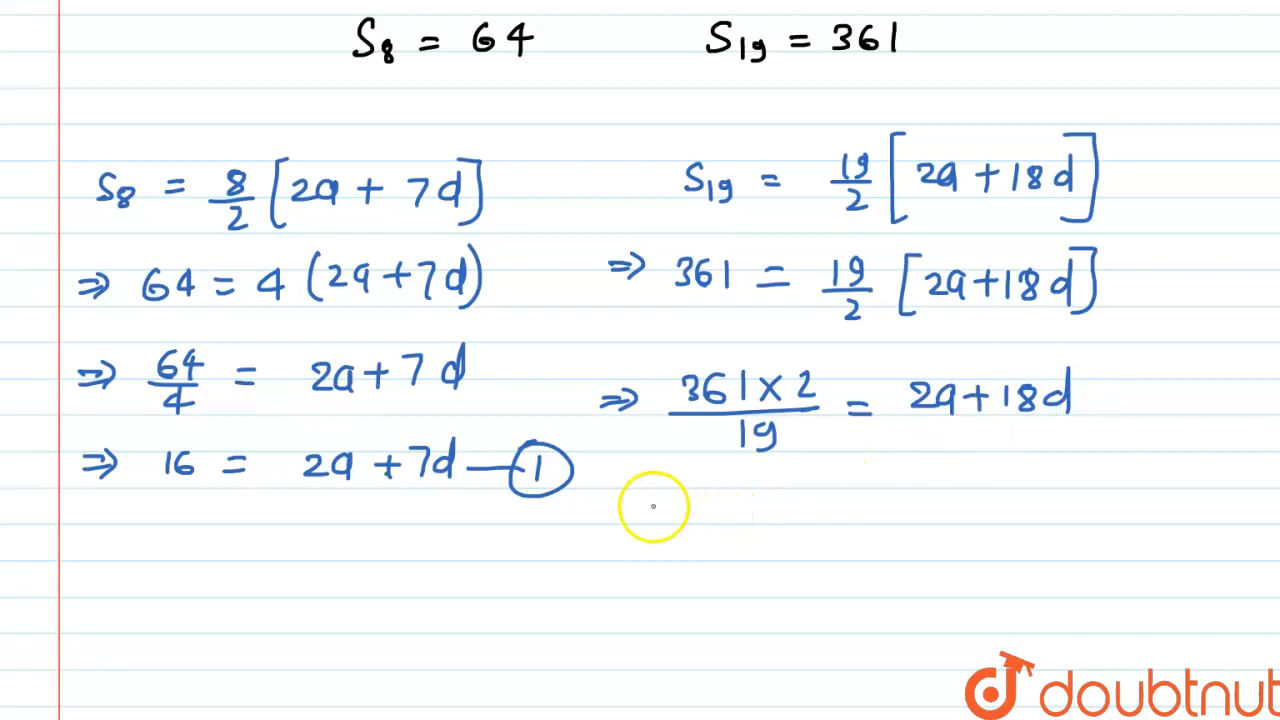 S₈ = 64 S₁₉ = 361
S₈ = 8/2 [2a + 7d]
⇒ 64 = 4 (2a+7d)
⇒ 64/4 = 2a+7d
⇒ 16 = 2a+7d — 1
S₁₉ = 19/2 [2a+18d]
⇒ 361 = 19/2 [2a+18d]
⇒ 361×2/19 = 2a+18d
doubtnut